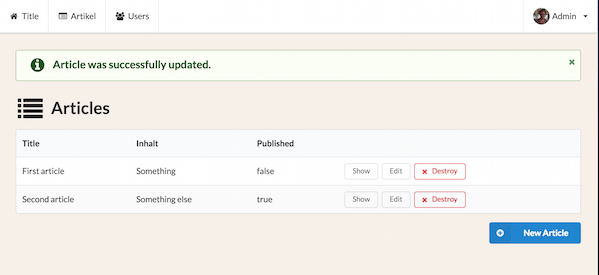 Title Artikel Users Admin
Article was successfully updated.
Articles
Title Inhalt Published
First article Something false Show Edit Destroy
Second article Something else true Show Edit Destroy
New Article